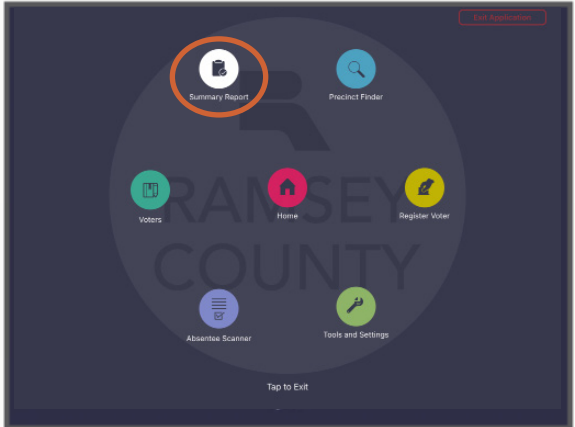 Exit Application
Summary Report
Precinct Finder
RAMSEY
COUNTY
Voters
Home
Register Voter
Absentee Scanner
Tools and Settings
Tap to Exit